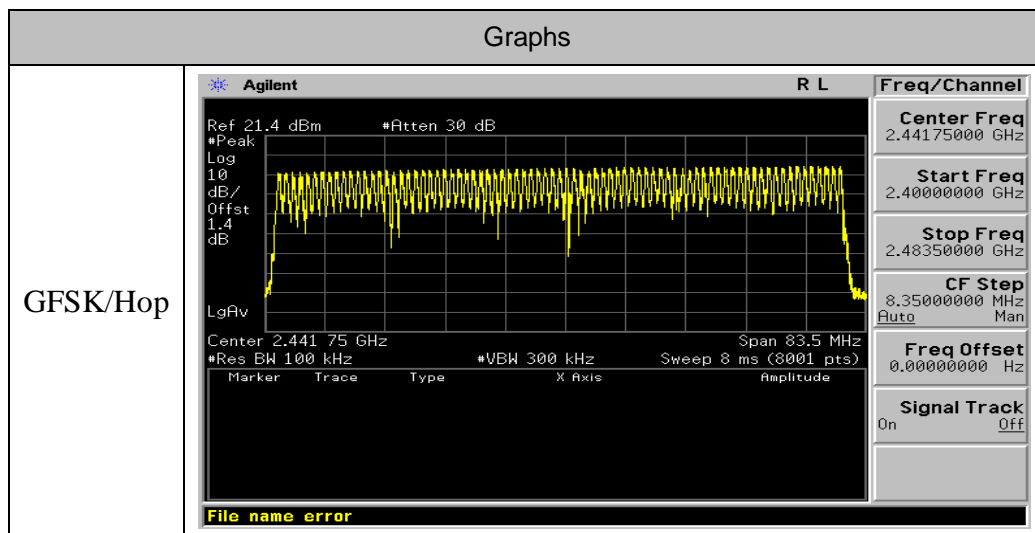 Graphs
GFSK/Hop
Agilent
R L
Ref 21.4 dBm #Atten 30 dB
#Peak
Log
10
dB/
Offst
1.4
dB
LgAv
Center 2.441 75 GHz Span 83.5 MHz
#Res BW 100 kHz #VBW 300 kHz Sweep 8 ms (8001 pts)
Marker Trace Type X Axis Amplitude
File name error
Freq/Channel
Center Freq
2.44175000 GHz
Start Freq
2.40000000 GHz
Stop Freq
2.48350000 GHz
CF Step
8.35000000 MHz
Auto Man
Freq Offset
0.00000000 Hz
Signal Track
On Off